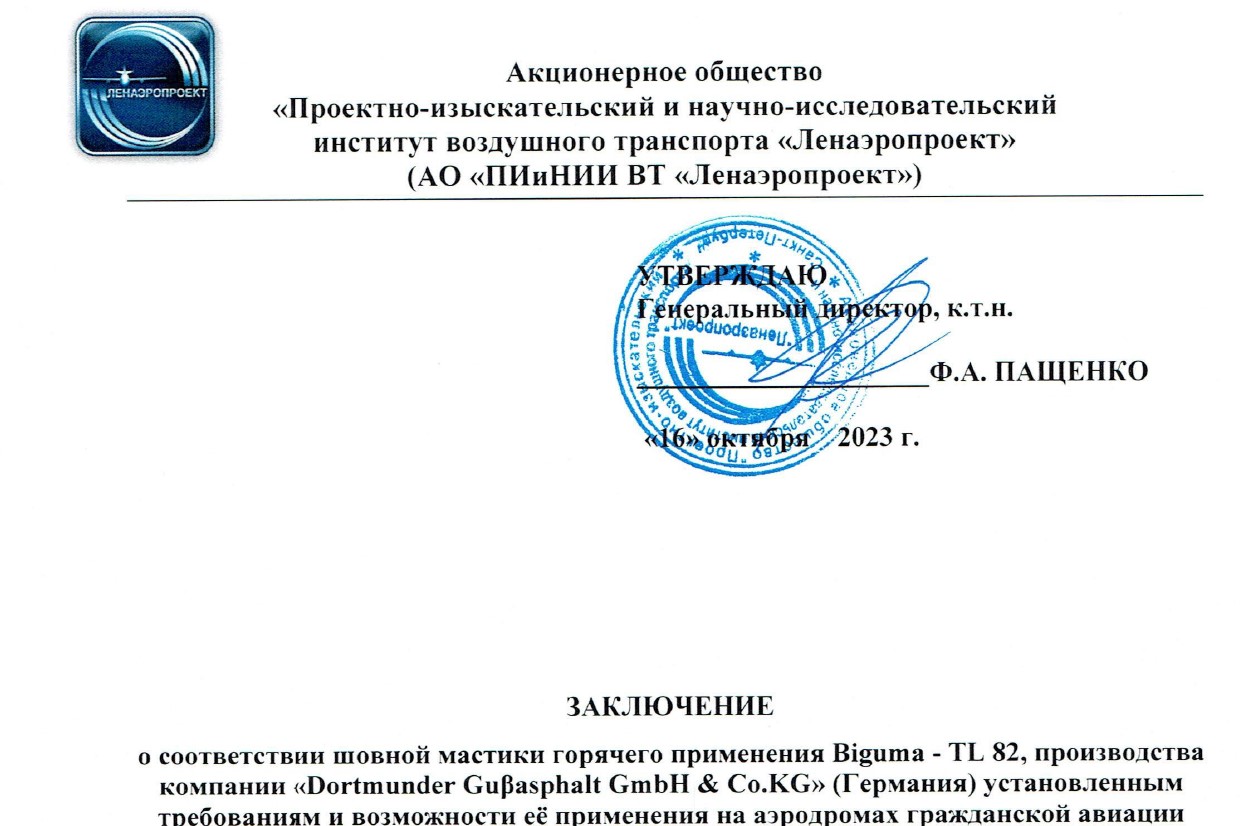 ЛЕНАЭРОПРОЕКТ
Акционерное общество
«Проектно-изыскательский и научно-исследовательский
институт воздушного транспорта «Ленаэропроект»
(АО «ПИиНИИ ВТ «Ленаэропроект»)
УТВЕРЖДАЮ
Генеральный директор, к.т.н.
Ф.А. ПАЩЕНКО
«16» октября 2023 г.
Санкт-Петербург
"Ленаэропроект"
ЗАКЛЮЧЕНИЕ
о соответствии шовной мастики горячего применения Biguma - TL 82, производства
компании «Dortmunder Guβasphalt GmbH & Co.KG» (Германия) установленным
требованиям и возможности её применения на аэродромах гражданской авиации